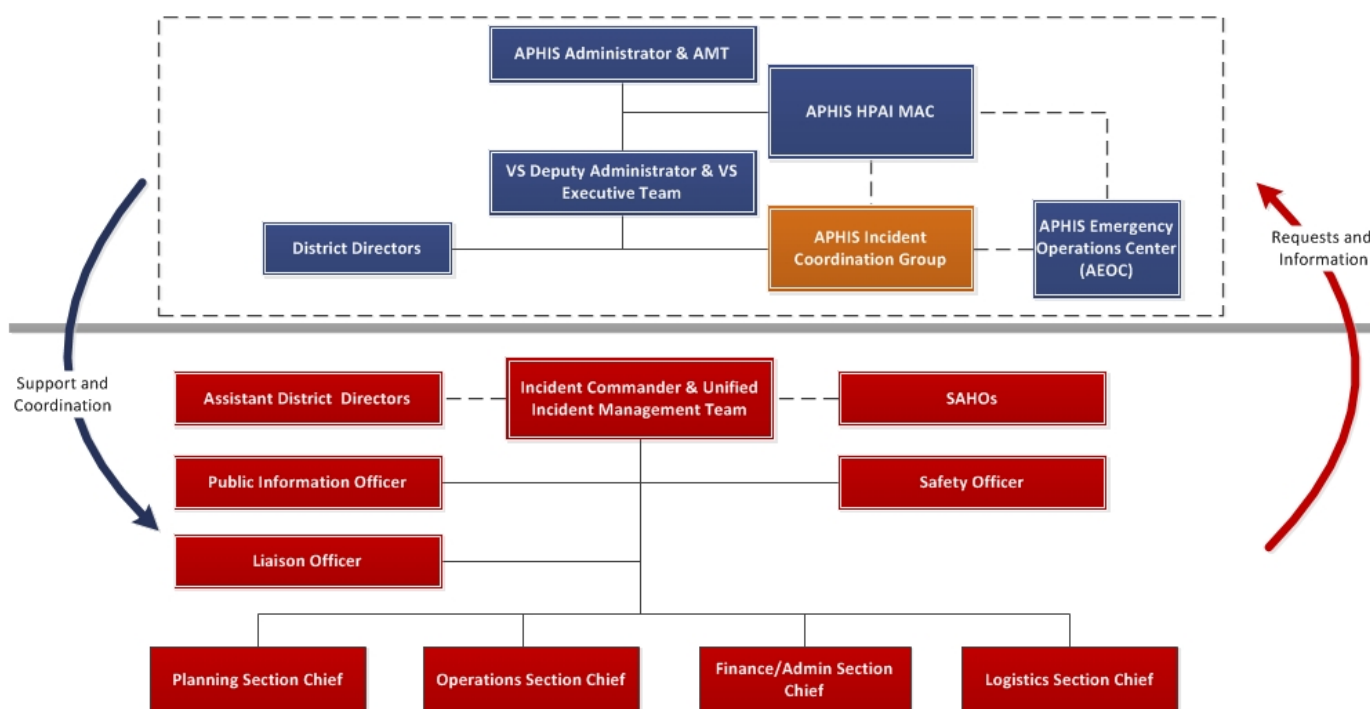 APHIS Administrator & AMT
APHIS HPAI MAC
VS Deputy Administrator & VS
Executive Team
District Directors
APHIS Incident
Coordination Group
APHIS Emergency
Operations Center
(AEOC)
Requests and
Information
Support and
Coordination
Assistant District Directors
Incident Commander & Unified
Incident Management Team
SAHOs
Public Information Officer
Safety Officer
Liaison Officer
Planning Section Chief
Operations Section Chief
Finance/Admin Section
Chief
Logistics Section Chief